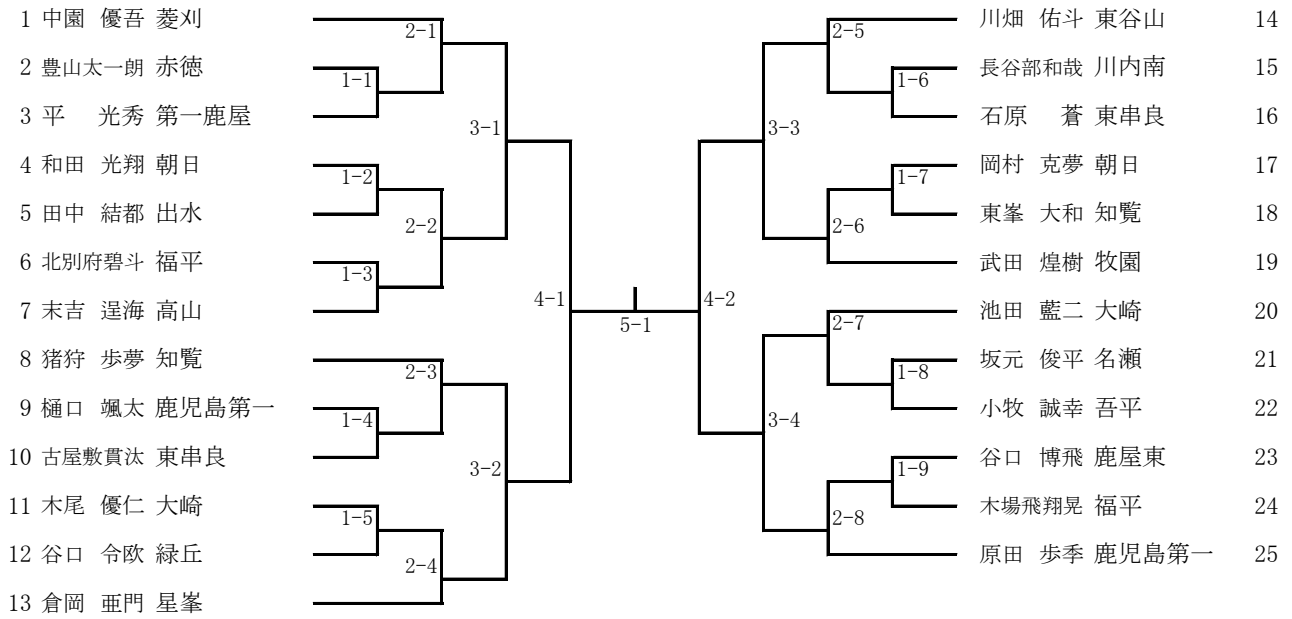 1 中園 優吾 菱刈
2 豊山太一朗 赤徳
3 平 光秀 第一鹿屋
4 和田 光翔 朝日
5 田中 結都 出水
6 北別府碧斗 福平
7 末吉 逞海 高山
8 猪狩 歩夢 知覧
9 樋口 颯太 鹿児島第一
10 古屋敷貫汰 東串良
11 木尾 優仁 大崎
12 谷口 令欧 緑丘
13 倉岡 亜門 星峯
2-1
1-1
3-1
1-2
2-2
1-3
4-1
2-3
1-4
3-2
1-5
2-4
5-1
2-5
1-6
3-3
1-7
2-6
4-2
2-7
1-8
3-4
1-9
2-8
川畑 佑斗 東谷山 14
長谷部和哉 川内南 15
石原 蒼 東串良 16
岡村 克夢 朝日 17
東峯 大和 知覧 18
武田 煌樹 牧園 19
池田 藍二 大崎 20
坂元 俊平 名瀬 21
小牧 誠幸 吾平 22
谷口 博飛 鹿屋東 23
木場飛翔晃 福平 24
原田 歩季 鹿児島第一 25